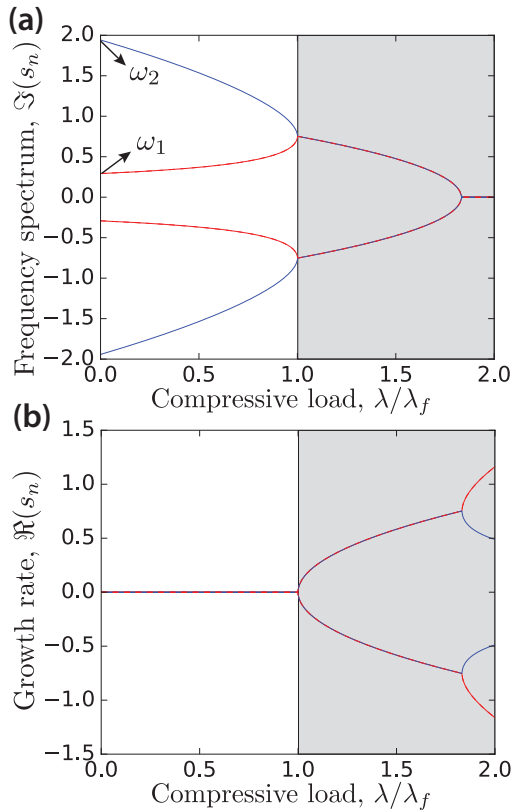 (a)
Frequency spectrum, ℑ(sₙ)
2.0
1.5
1.0
0.5
0.0
−0.5
−1.0
−1.5
−2.0
ω₂
ω₁
0.0 0.5 1.0 1.5 2.0
Compressive load, λ/λ_f
(b)
Growth rate, ℜ(sₙ)
1.5
1.0
0.5
0.0
−0.5
−1.0
−1.5
0.0 0.5 1.0 1.5 2.0
Compressive load, λ/λ_f